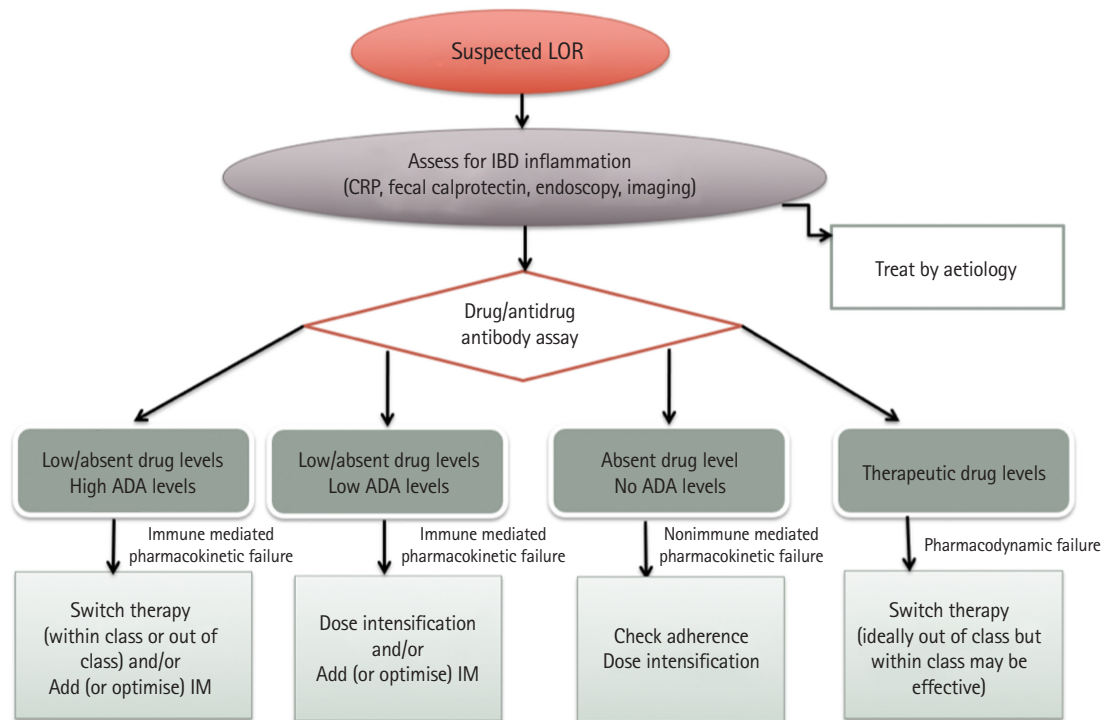 Suspected LOR
Assess for IBD inflammation
(CRP, fecal calprotectin, endoscopy, imaging)
Treat by aetiology
Drug/antidrug
antibody assay
Low/absent drug levels
High ADA levels
Low/absent drug levels
Low ADA levels
Absent drug level
No ADA levels
Therapeutic drug levels
Immune mediated
pharmacokinetic failure
Immune mediated
pharmacokinetic failure
Nonimmune mediated
pharmacokinetic failure
Pharmacodynamic failure
Switch therapy
(within class or out of
class) and/or
Add (or optimise) IM
Dose intensification
and/or
Add (or optimise) IM
Check adherence
Dose intensification
Switch therapy
(ideally out of class but
within class may be
effective)